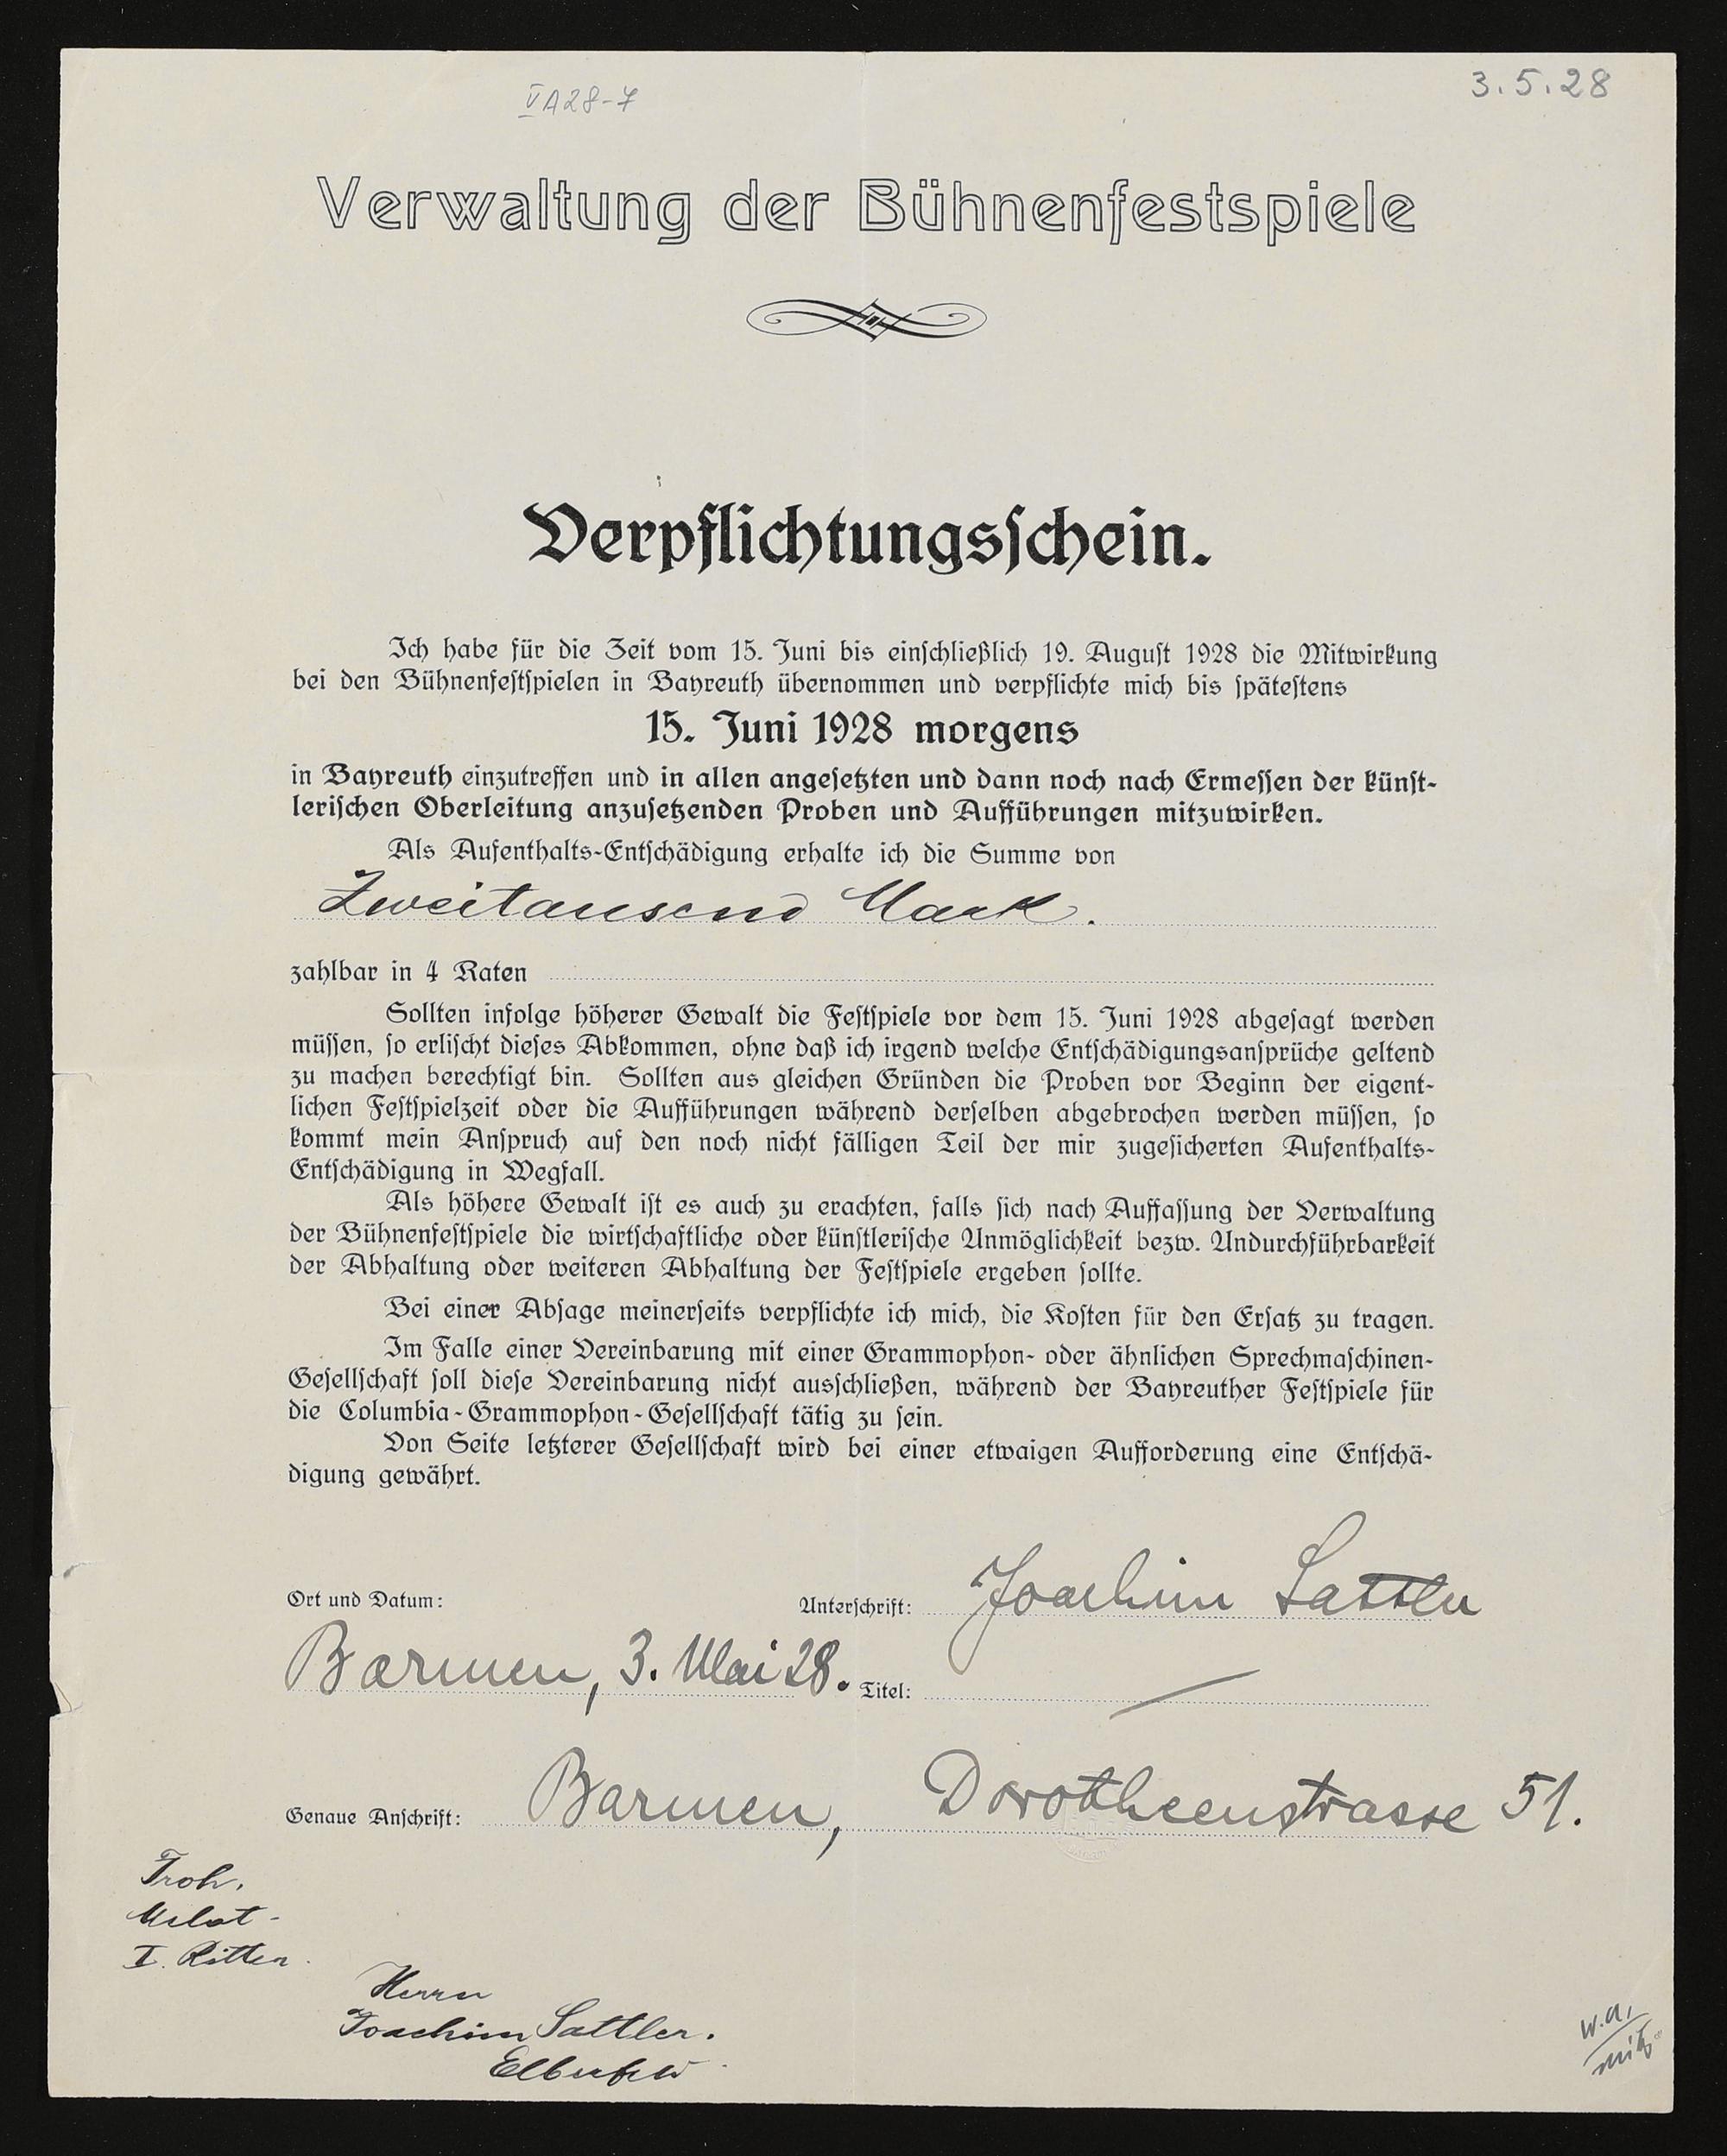 VA28-7
3.5.28
Verwaltung der Bühnenfestspiele
Verpflichtungsschein.
Ich habe für die Zeit vom 15. Juni bis einschließlich 19. August 1928 die Mitwirkung
bei den Bühnenfestspielen in Bayreuth übernommen und verpflichte mich bis spätestens
15. Juni 1928 morgens
in Bayreuth einzutreffen und in allen angesetzten und dann noch nach Ermessen der künst-
lerischen Oberleitung anzusetzenden Proben und Aufführungen mitzuwirken.
Als Aufenthalts-Entschädigung erhalte ich die Summe von
Zweitausend Mark.
zahlbar in 4 Raten
Sollten infolge höherer Gewalt die Festspiele vor dem 15. Juni 1928 abgesagt werden
müssen, so erlischt dieses Abkommen, ohne daß ich irgend welche Entschädigungsansprüche geltend
zu machen berechtigt bin. Sollten aus gleichen Gründen die Proben vor Beginn der eigent-
lichen Festspielzeit oder die Aufführungen während derselben abgebrochen werden müssen, so
kommt mein Anspruch auf den noch nicht fälligen Teil der mir zugesicherten Aufenthalts-
Entschädigung in Wegfall.
Als höhere Gewalt ist es auch zu erachten, falls sich nach Auffassung der Verwaltung
der Bühnenfestspiele die wirtschaftliche oder künstlerische Unmöglichkeit bezw. Undurchführbarkeit
der Abhaltung oder weiteren Abhaltung der Festspiele ergeben sollte.
Bei einer Absage meinerseits verpflichte ich mich, die Kosten für den Ersatz zu tragen.
Im Falle einer Vereinbarung mit einer Grammophon- oder ähnlichen Sprechmaschinen-
Gesellschaft soll diese Vereinbarung nicht ausschließen, während der Bayreuther Festspiele für
die Columbia-Grammophon-Gesellschaft tätig zu sein.
Von Seite letzterer Gesellschaft wird bei einer etwaigen Aufforderung eine Entschä-
digung gewährt.
Ort und Datum:
Unterschrift: Joachim Sattler
Barmen, 3. Mai 28.
Titel:
Genaue Anschrift: Barmen, Dorotheenstrasse 51.
Froh.
Melot-
I. Ritter.
Herrn
Joachim Sattler.
Elberfeld
w.a.